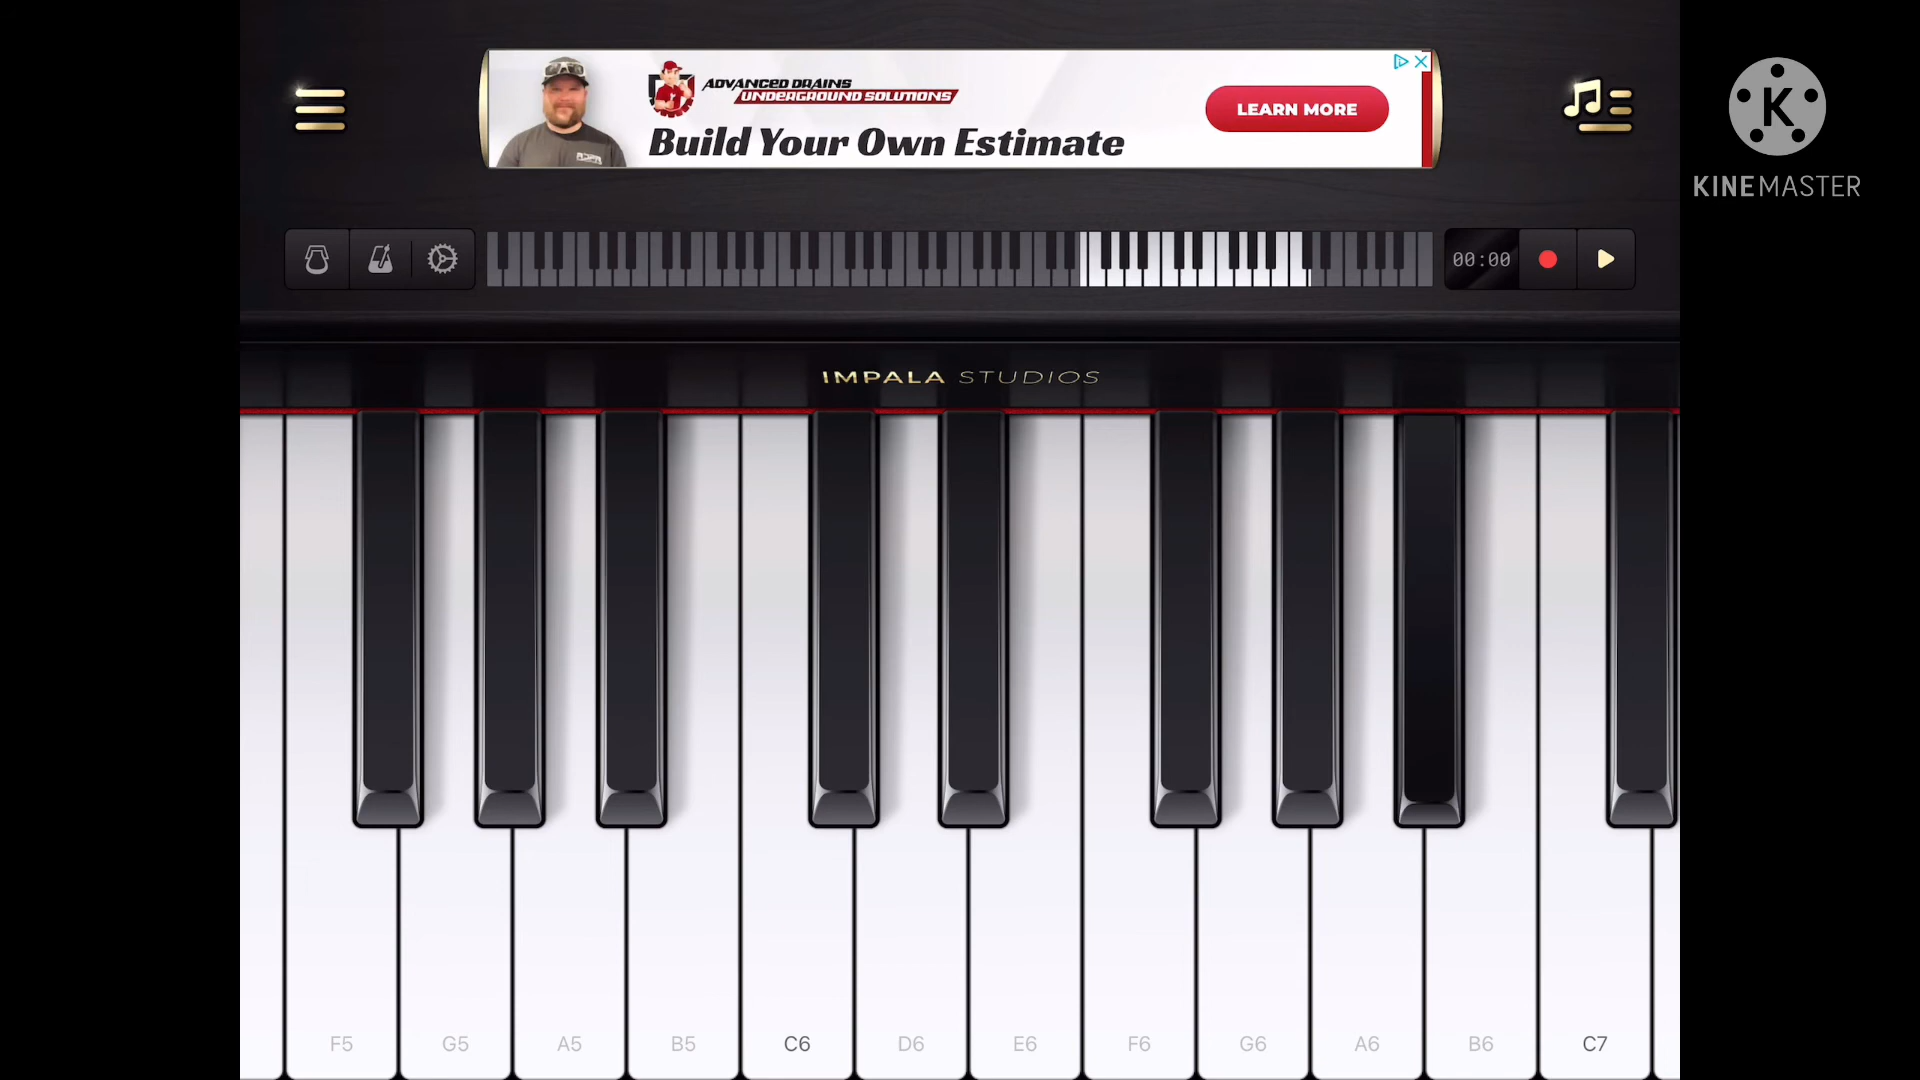 ADVANCED DRAINS
UNDERGROUND SOLUTIONS
Build Your Own Estimate
LEARN MORE
K
KINEMASTER
00:00
IMPALA STUDIOS
F5 G5 A5 B5 C6 D6 E6 F6 G6 A6 B6 C7